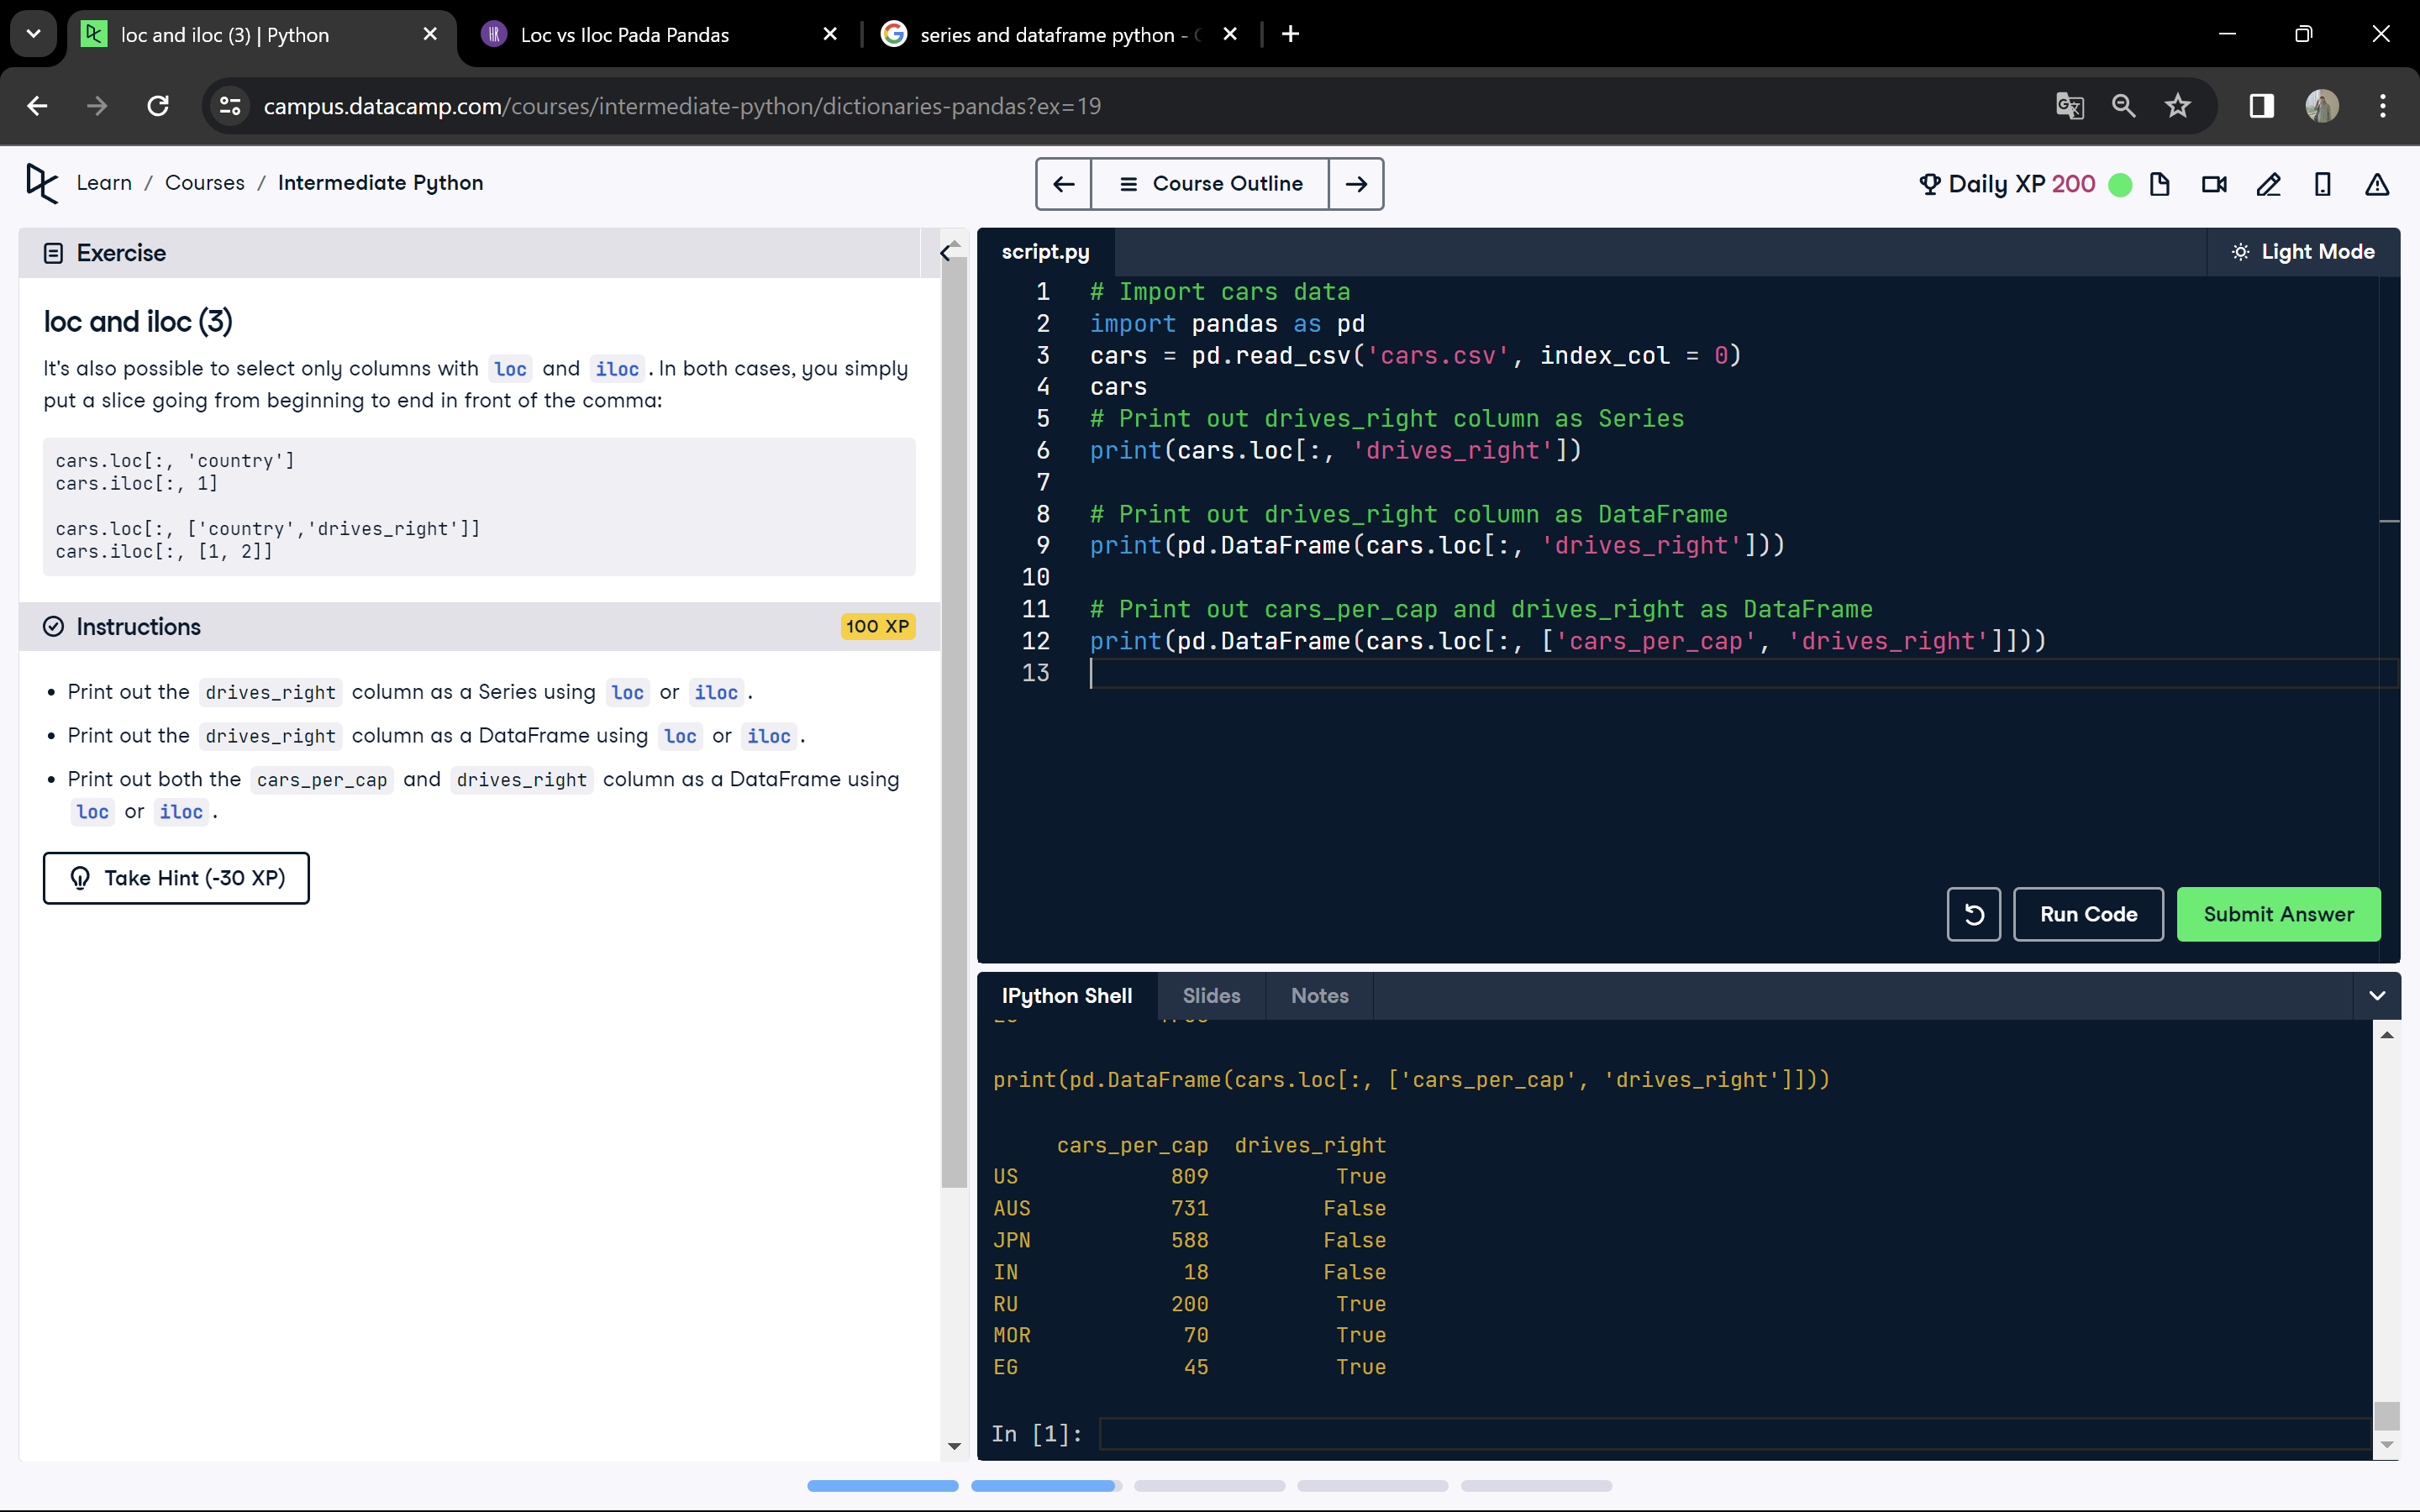 loc and iloc (3) | Python
Loc vs Iloc Pada Pandas
series and dataframe python -
campus.datacamp.com/courses/intermediate-python/dictionaries-pandas?ex=19
Learn / Courses / Intermediate Python
Course Outline
Daily XP 200
Exercise
loc and iloc (3)
It's also possible to select only columns with loc and iloc. In both cases, you simply
put a slice going from beginning to end in front of the comma:
cars.loc[:, 'country']
cars.iloc[:, 1]
cars.loc[:, ['country','drives_right']]
cars.iloc[:, [1, 2]]
Instructions
100 XP
• Print out the drives_right column as a Series using loc or iloc.
• Print out the drives_right column as a DataFrame using loc or iloc.
• Print out both the cars_per_cap and drives_right column as a DataFrame using
loc or iloc.
Take Hint (-30 XP)
script.py
Light Mode
1 # Import cars data
2 import pandas as pd
3 cars = pd.read_csv('cars.csv', index_col = 0)
4 cars
5 # Print out drives_right column as Series
6 print(cars.loc[:, 'drives_right'])
7
8 # Print out drives_right column as DataFrame
9 print(pd.DataFrame(cars.loc[:, 'drives_right']))
10
11 # Print out cars_per_cap and drives_right as DataFrame
12 print(pd.DataFrame(cars.loc[:, ['cars_per_cap', 'drives_right']]))
13
Run Code
Submit Answer
IPython Shell
Slides
Notes
print(pd.DataFrame(cars.loc[:, ['cars_per_cap', 'drives_right']]))
cars_per_cap drives_right
US 809 True
AUS 731 False
JPN 588 False
IN 18 False
RU 200 True
MOR 70 True
EG 45 True
In [1]: